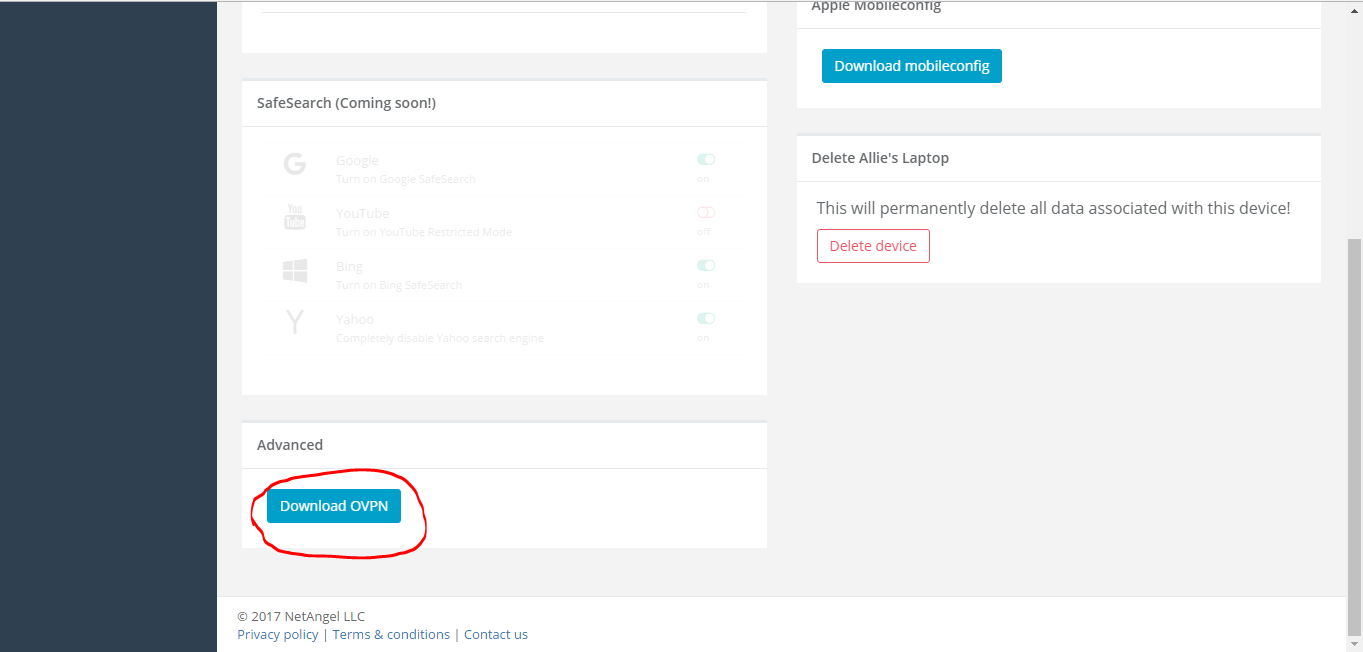 Apple Mobileconfig
Download mobileconfig
SafeSearch (Coming soon!)
Google
Turn on Google SafeSearch
on
YouTube
Turn on YouTube Restricted Mode
off
Bing
Turn on Bing SafeSearch
on
Yahoo
Completely disable Yahoo search engine
on
You
Tube
Delete Allie's Laptop
This will permanently delete all data associated with this device!
Delete device
Advanced
Download OVPN
© 2017 NetAngel LLC
Privacy policy | Terms & conditions | Contact us